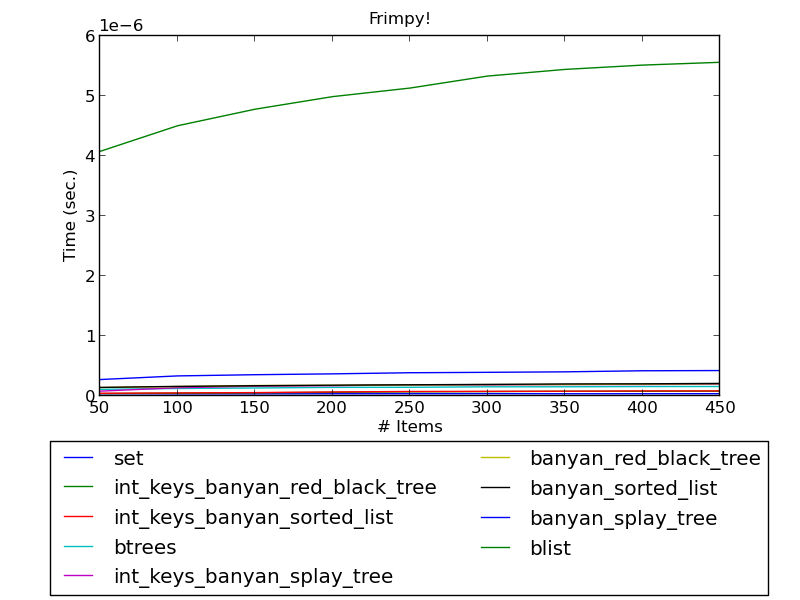 Frimpy!
1e−6
6
5
4
3
2
1
0
Time (sec.)
50 100 150 200 250 300 350 400 450
# Items
set
int_keys_banyan_red_black_tree
int_keys_banyan_sorted_list
btrees
int_keys_banyan_splay_tree
banyan_red_black_tree
banyan_sorted_list
banyan_splay_tree
blist